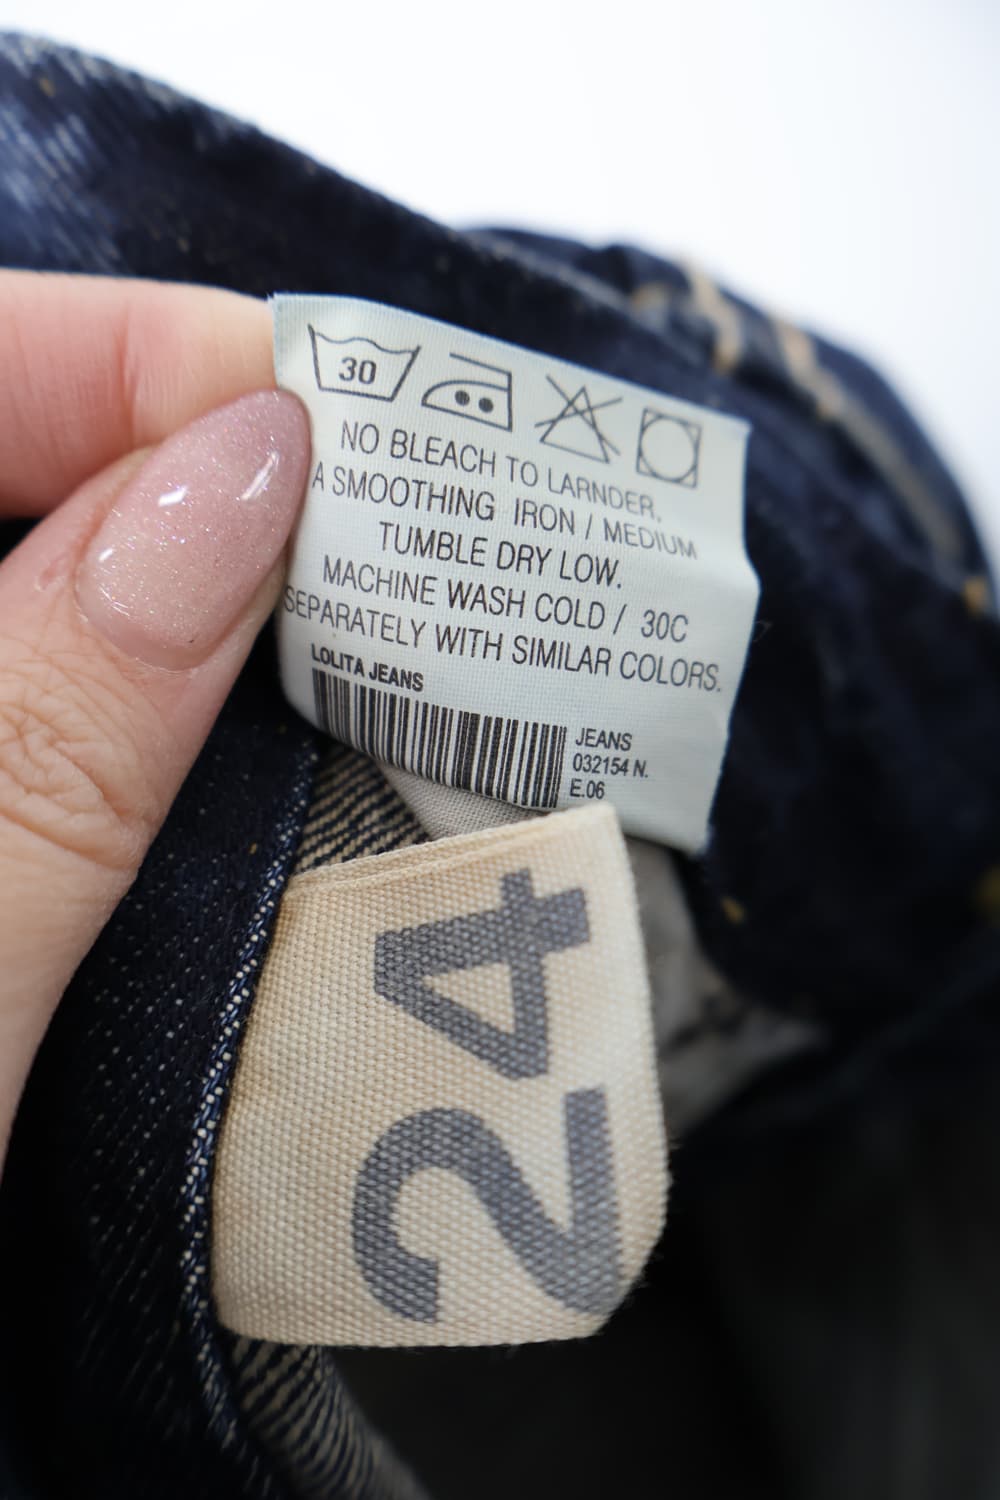 30
NO BLEACH TO LARNDER.
A SMOOTHING IRON / MEDIUM
TUMBLE DRY LOW.
MACHINE WASH COLD / 30C
SEPARATELY WITH SIMILAR COLORS.
LOLITA JEANS
JEANS
032154 N.
E.06
24